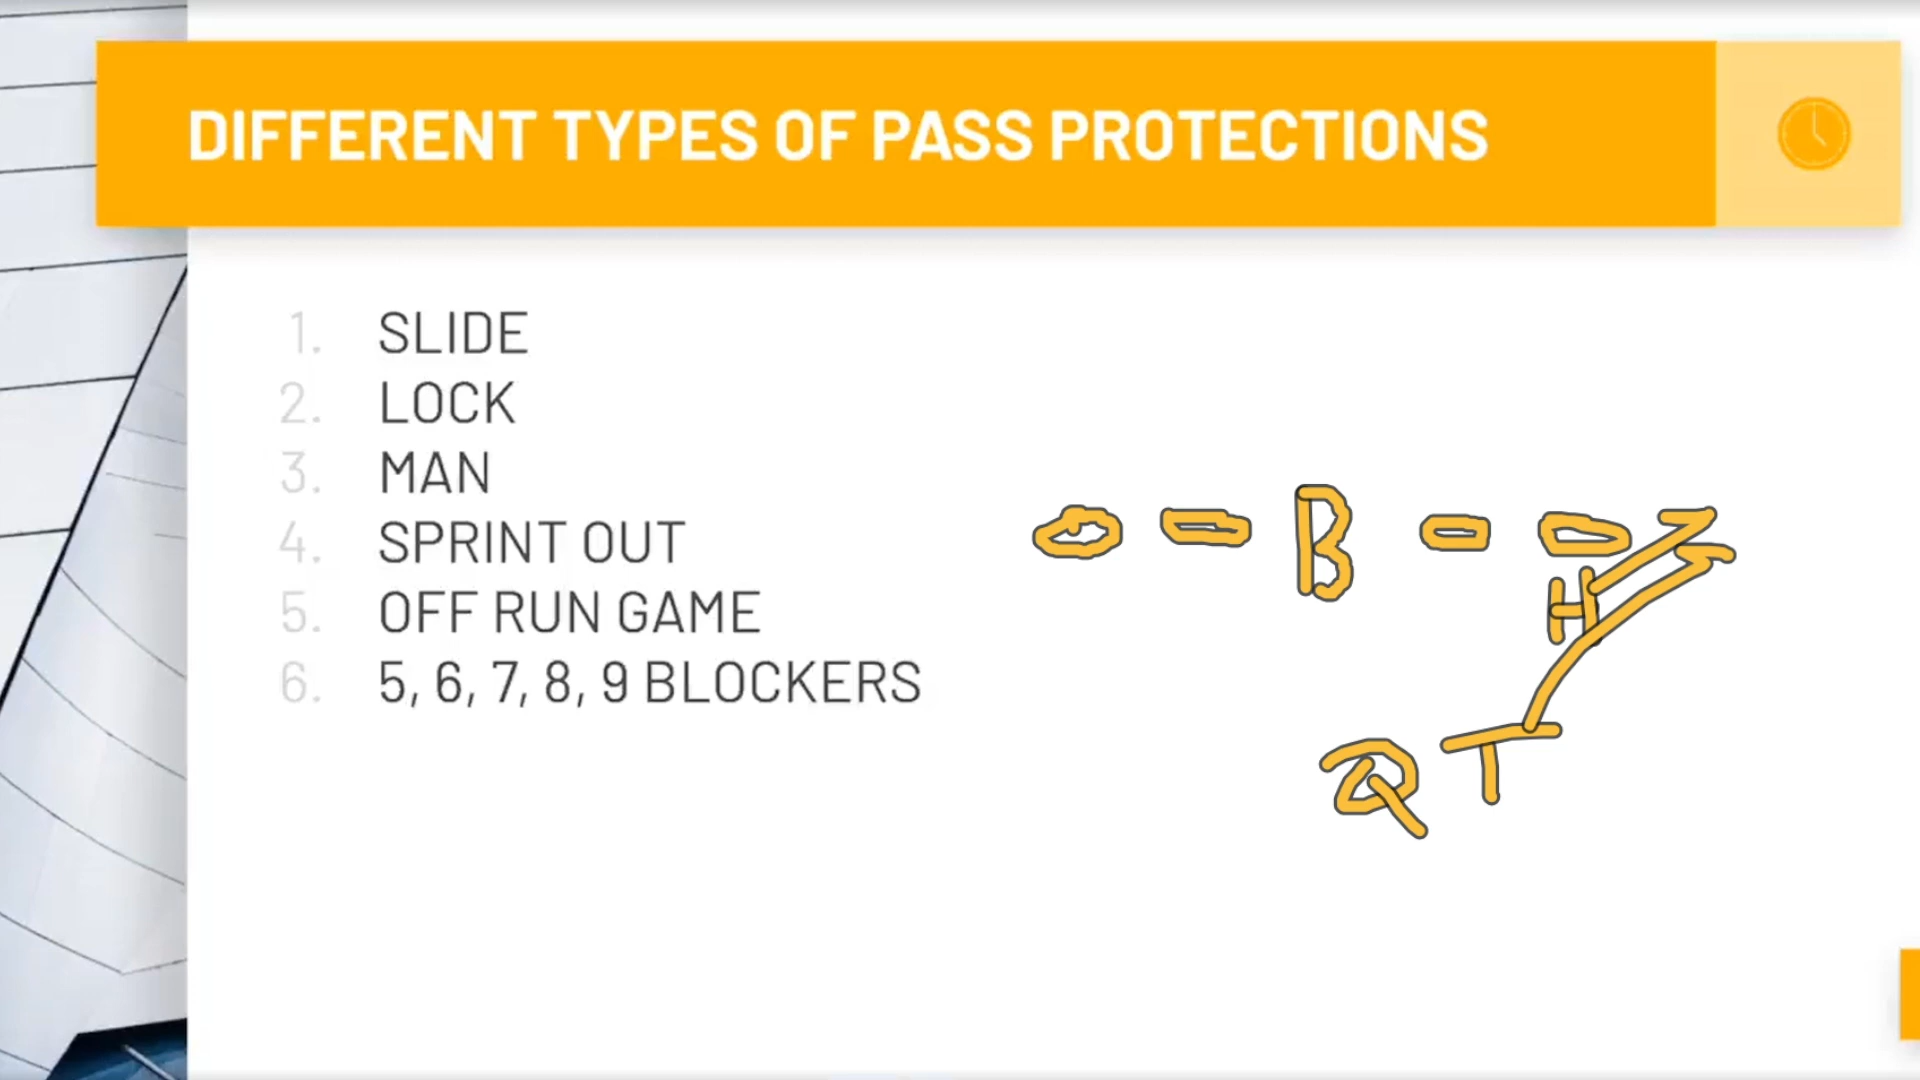 DIFFERENT TYPES OF PASS PROTECTIONS
1. SLIDE
2. LOCK
3. MAN
4. SPRINT OUT
5. OFF RUN GAME
6. 5, 6, 7, 8, 9 BLOCKERS
B
H
Q T